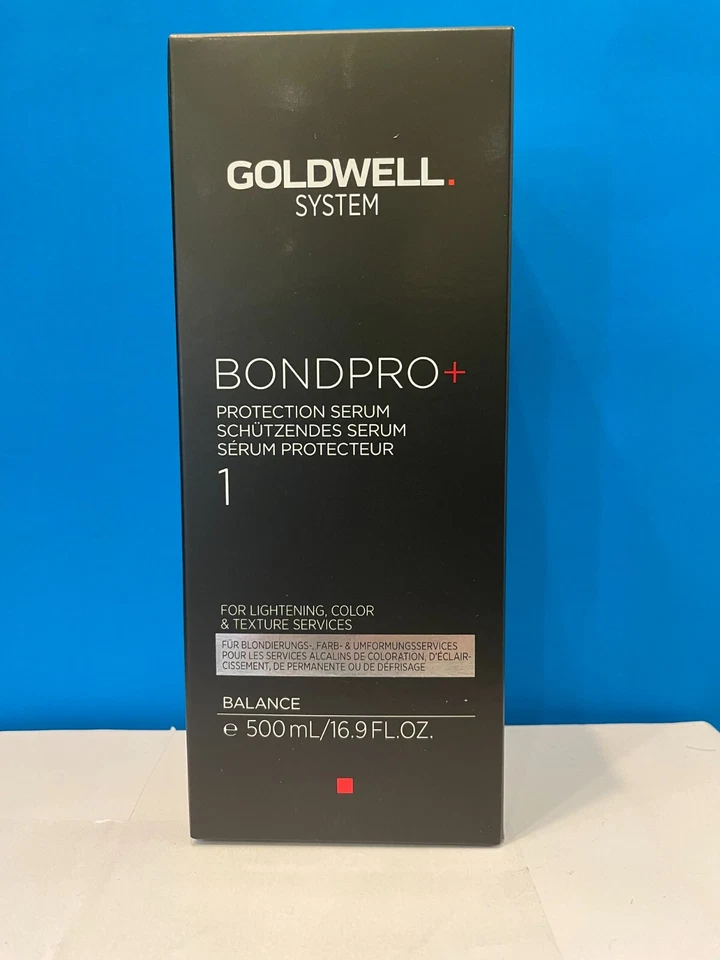 GOLDWELL.
SYSTEM
BONDPRO+
PROTECTION SERUM
SCHÜTZENDES SERUM
SÉRUM PROTECTEUR
1
FOR LIGHTENING, COLOR
& TEXTURE SERVICES
FÜR BLONDIERUNGS-, FARB- & UMFORMUNGSSERVICES
POUR LES SERVICES ALCALINS DE COLORATION, D'ÉCLAIR-
CISSEMENT, DE PERMANENTE OU DE DÉFRISAGE
BALANCE
℮ 500 mL/16.9 FL.OZ.